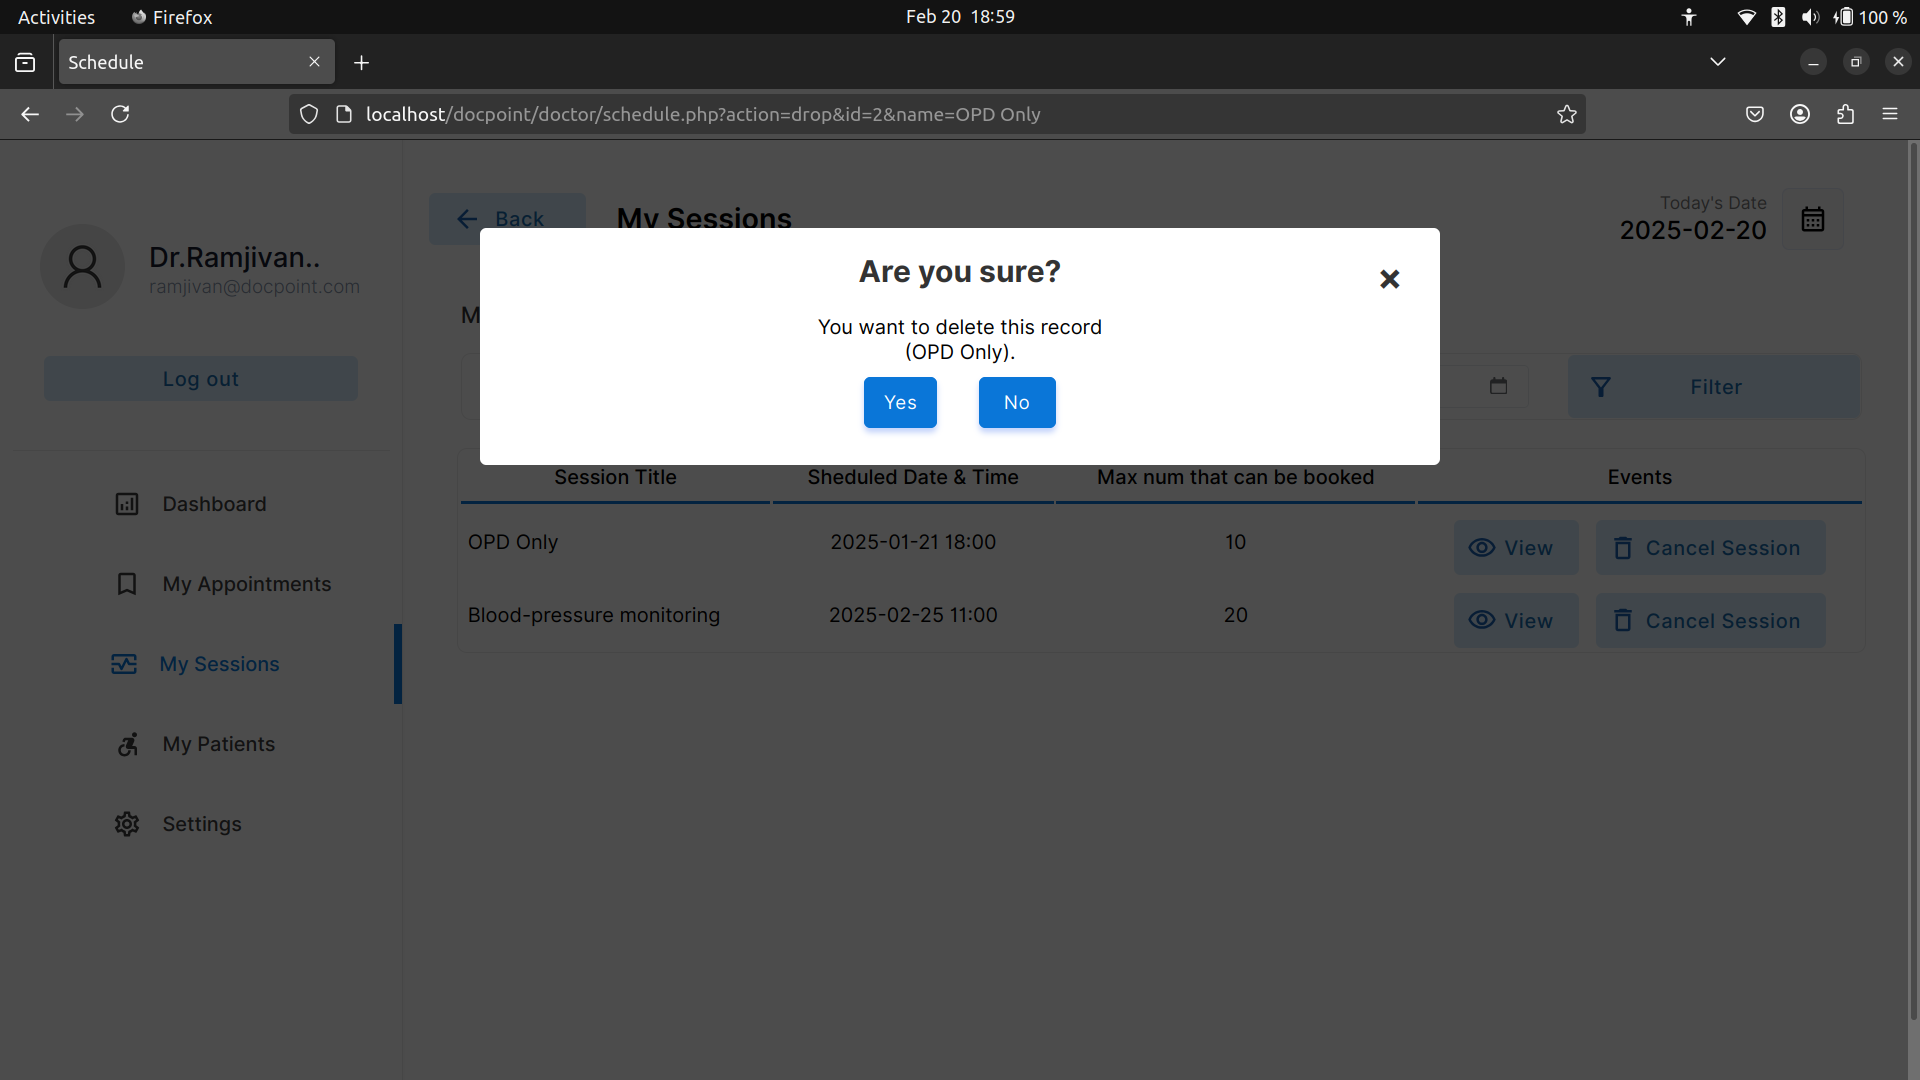 Activities Firefox Feb 20 18:59 100 %
Schedule
localhost/docpoint/doctor/schedule.php?action=drop&id=2&name=OPD Only
Back My Sessions Today's Date
2025-02-20
Dr.Ramjivan..
ramjivan@docpoint.com
Log out
Are you sure?
You want to delete this record
(OPD Only).
Yes No
M
Filter
Session Title Sheduled Date & Time Max num that can be booked Events
OPD Only 2025-01-21 18:00 10 View Cancel Session
Blood-pressure monitoring 2025-02-25 11:00 20 View Cancel Session
Dashboard
My Appointments
My Sessions
My Patients
Settings